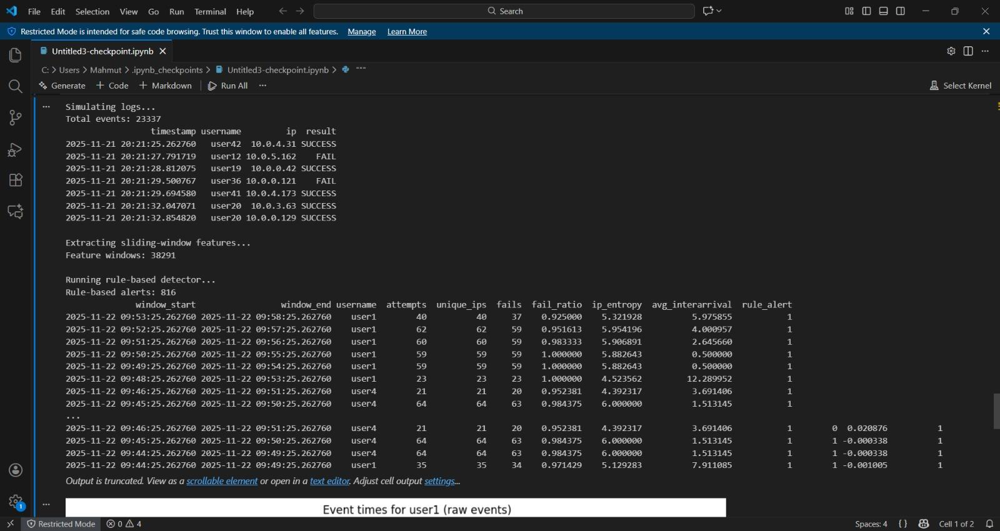 File Edit Selection View Go Run Terminal Help Search
Restricted Mode is intended for safe code browsing. Trust this window to enable all features. Manage Learn More
Untitled3-checkpoint.ipynb
C: > Users > Mahmut > .ipynb_checkpoints > Untitled3-checkpoint.ipynb > """
Generate + Code + Markdown Run All ... Select Kernel
Simulating logs...
Total events: 23337
timestamp username ip result
2025-11-21 20:21:25.262760 user42 10.0.4.31 SUCCESS
2025-11-21 20:21:27.791719 user12 10.0.5.162 FAIL
2025-11-21 20:21:28.812075 user19 10.0.0.42 SUCCESS
2025-11-21 20:21:29.500767 user36 10.0.0.121 FAIL
2025-11-21 20:21:29.694580 user41 10.0.4.173 SUCCESS
2025-11-21 20:21:32.047071 user20 10.0.3.63 SUCCESS
2025-11-21 20:21:32.854820 user20 10.0.0.129 SUCCESS
Extracting sliding-window features...
Feature windows: 38291
Running rule-based detector...
Rule-based alerts: 816
window_start window_end username attempts unique_ips fails fail_ratio ip_entropy avg_interarrival rule_alert
2025-11-22 09:53:25.262760 2025-11-22 09:58:25.262760 user1 40 40 37 0.925000 5.321928 5.975855 1
2025-11-22 09:52:25.262760 2025-11-22 09:57:25.262760 user1 62 62 59 0.951613 5.954196 4.000957 1
2025-11-22 09:51:25.262760 2025-11-22 09:56:25.262760 user1 60 60 59 0.983333 5.906891 2.645660 1
2025-11-22 09:50:25.262760 2025-11-22 09:55:25.262760 user1 59 59 59 1.000000 5.882643 0.500000 1
2025-11-22 09:49:25.262760 2025-11-22 09:54:25.262760 user1 59 59 59 1.000000 5.882643 0.500000 1
2025-11-22 09:48:25.262760 2025-11-22 09:53:25.262760 user1 23 23 23 1.000000 4.523562 12.289952 1
2025-11-22 09:46:25.262760 2025-11-22 09:51:25.262760 user4 21 21 20 0.952381 4.392317 3.691406 1
2025-11-22 09:45:25.262760 2025-11-22 09:50:25.262760 user4 64 64 63 0.984375 6.000000 1.513145 1
...
2025-11-22 09:46:25.262760 2025-11-22 09:51:25.262760 user4 21 21 20 0.952381 4.392317 3.691406 1 0 0.020876 1
2025-11-22 09:45:25.262760 2025-11-22 09:50:25.262760 user4 64 64 63 0.984375 6.000000 1.513145 1 1 -0.000338 1
2025-11-22 09:44:25.262760 2025-11-22 09:49:25.262760 user4 64 64 63 0.984375 6.000000 1.513145 1 1 -0.000338 1
2025-11-22 09:44:25.262760 2025-11-22 09:49:25.262760 user1 35 35 34 0.971429 5.129283 7.911085 1 1 -0.001005 1
Output is truncated. View as a scrollable element or open in a text editor. Adjust cell output settings...
Event times for user1 (raw events)
1
Restricted Mode 0 4 Spaces: 4 {} Cell 1 of 2